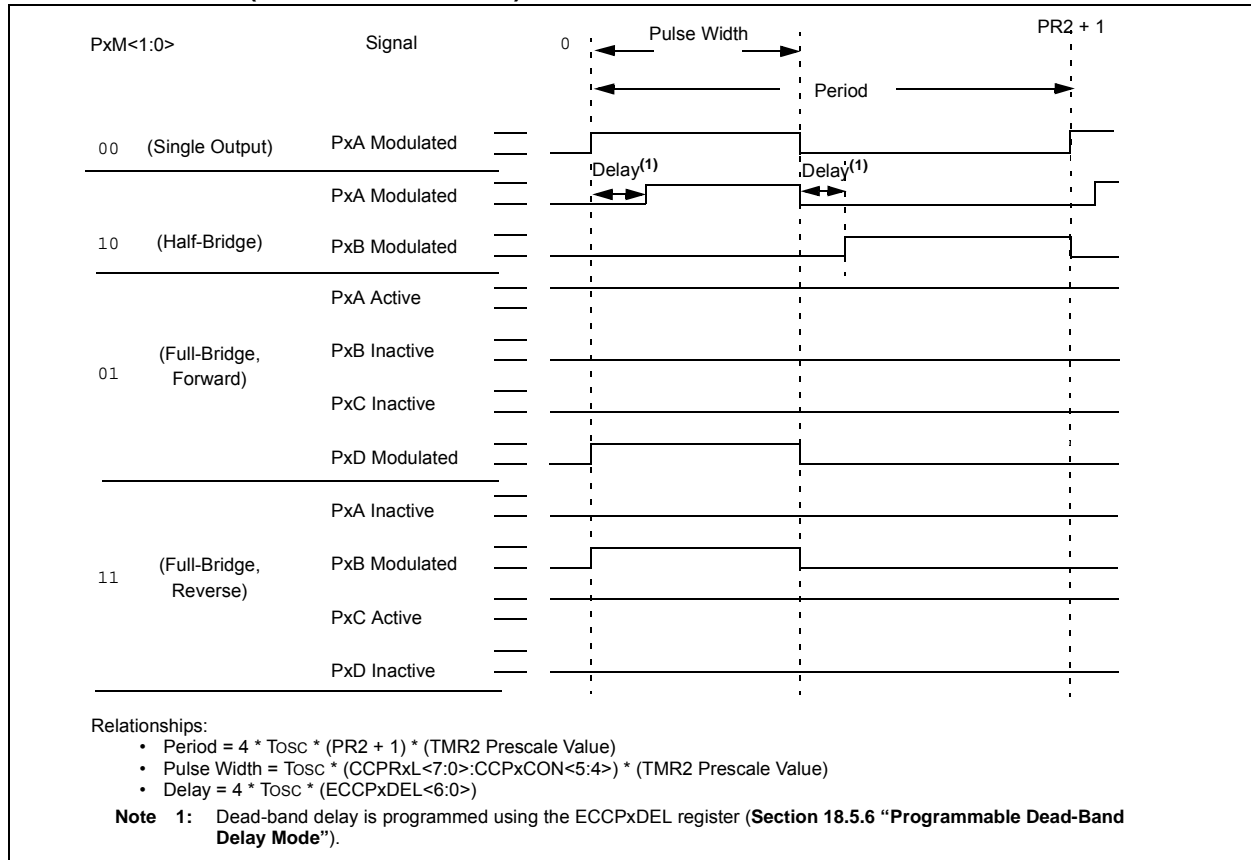 PxM<1:0> Signal 0 Pulse Width PR2 + 1
Period
00 (Single Output) PxA Modulated
Delay(1) Delay(1)
PxA Modulated
10 (Half-Bridge) PxB Modulated
PxA Active
01 (Full-Bridge, Forward) PxB Inactive
PxC Inactive
PxD Modulated
PxA Inactive
11 (Full-Bridge, Reverse) PxB Modulated
PxC Active
PxD Inactive
Relationships:
• Period = 4 * TOSC * (PR2 + 1) * (TMR2 Prescale Value)
• Pulse Width = TOSC * (CCPRxL<7:0>:CCPxCON<5:4>) * (TMR2 Prescale Value)
• Delay = 4 * TOSC * (ECCPxDEL<6:0>)
Note 1: Dead-band delay is programmed using the ECCPxDEL register (Section 18.5.6 “Programmable Dead-Band
Delay Mode”).